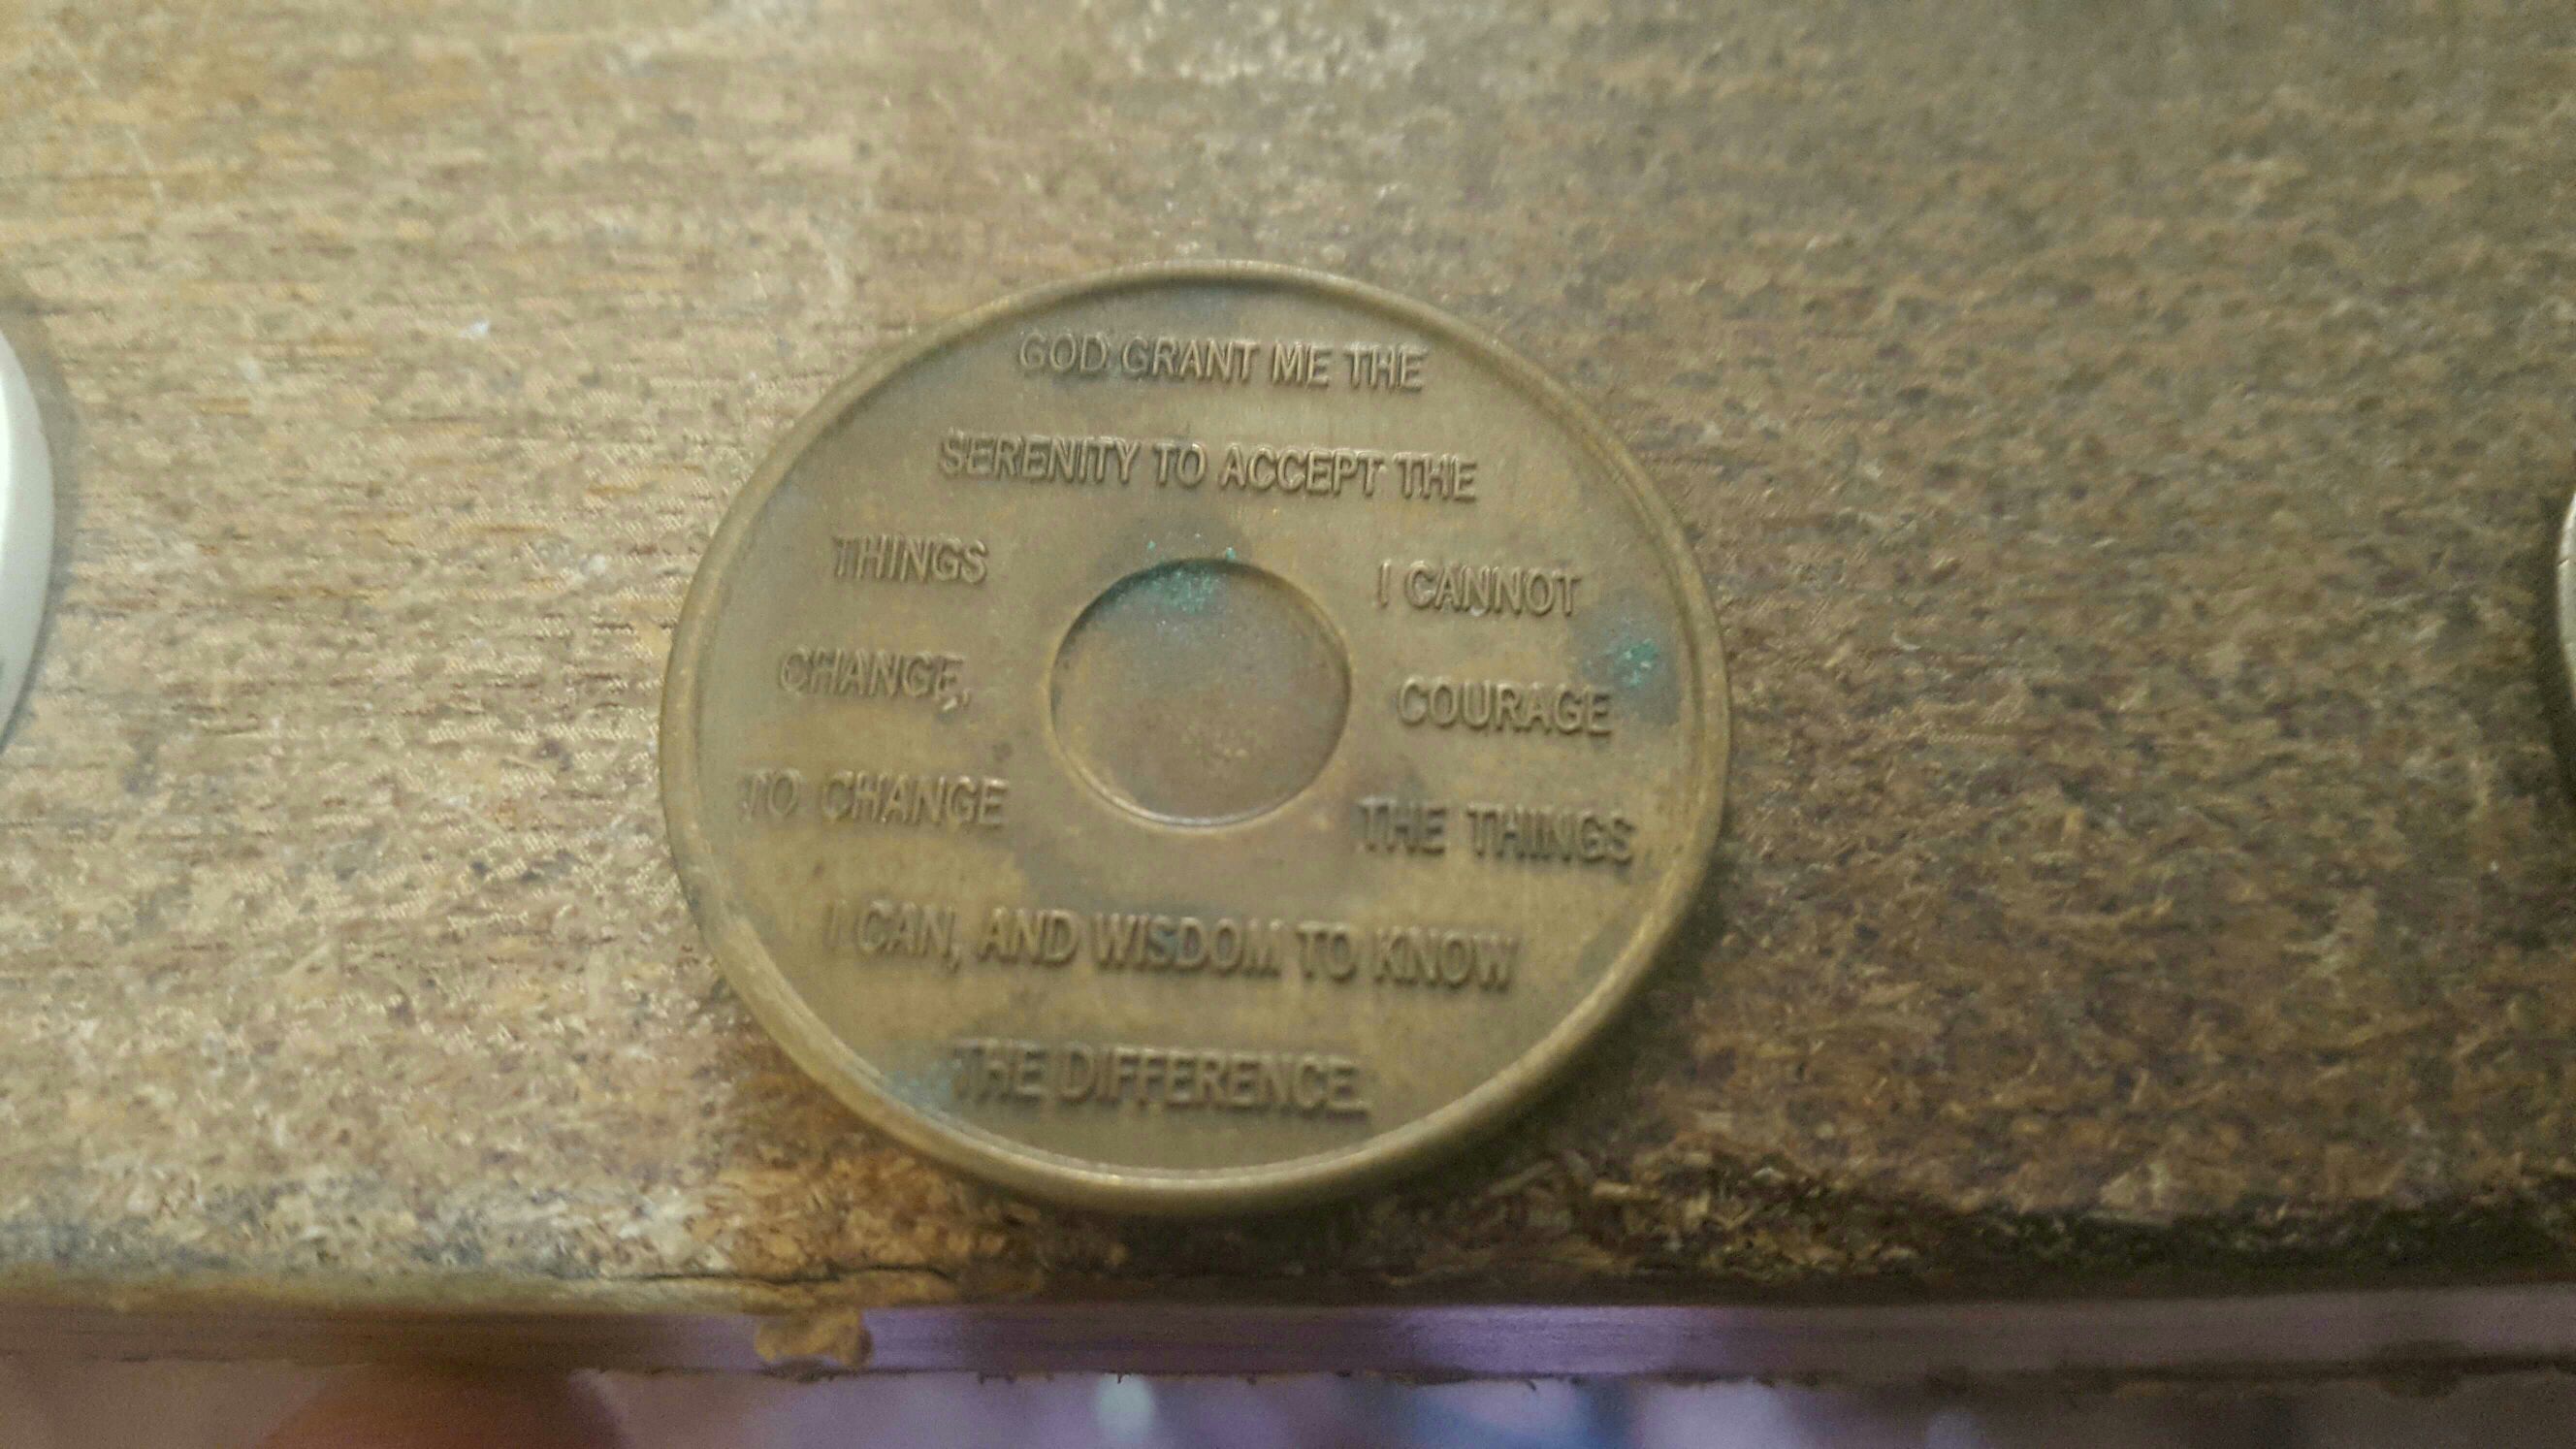 GOD GRANT ME THE
SERENITY TO ACCEPT THE
THINGS I CANNOT
CHANGE, COURAGE
TO CHANGE THE THINGS
I CAN, AND WISDOM TO KNOW
THE DIFFERENCE.